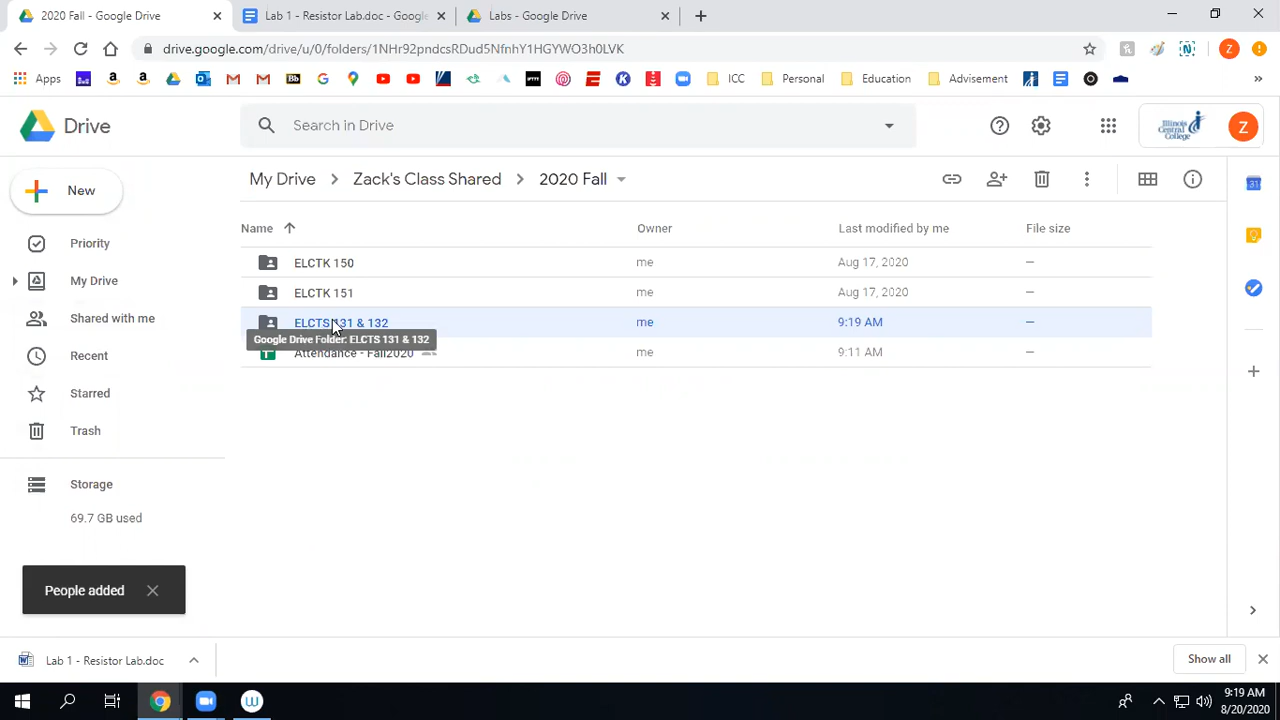 2020 Fall - Google Drive
Lab 1 - Resistor Lab.doc - Google
Labs - Google Drive
drive.google.com/drive/u/0/folders/1NHr92pndcsRDud5NfnhY1HGYWO3h0LVK
Z
Apps
Bb
ICC
Personal
Education
Advisement
»
Drive
Search in Drive
Illinois
Central
College
Z
New
My Drive
Zack's Class Shared
2020 Fall
Priority
My Drive
Shared with me
Recent
Starred
Trash
Storage
69.7 GB used
Name
Owner
Last modified by me
File size
ELCTK 150
me
Aug 17, 2020
—
ELCTK 151
me
Aug 17, 2020
—
ELCTS 131 & 132
me
9:19 AM
—
Google Drive Folder: ELCTS 131 & 132
Attendance - Fall2020
me
9:11 AM
—
People added
Lab 1 - Resistor Lab.doc
Show all
9:19 AM
8/20/2020